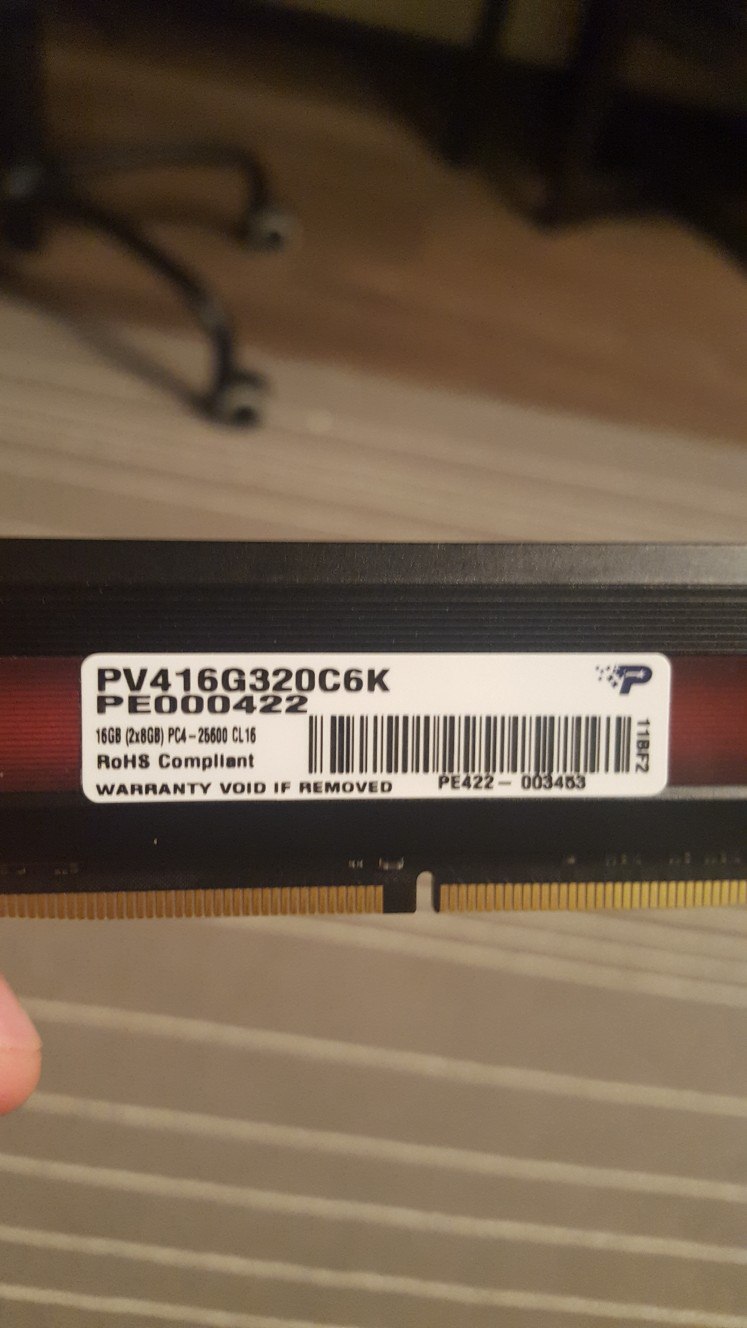 PV416G320C6K
PE000422
16GB (2x8GB) PC4-25600 CL16
RoHS Compliant
WARRANTY VOID IF REMOVED
PE422-003453
11BF2
P